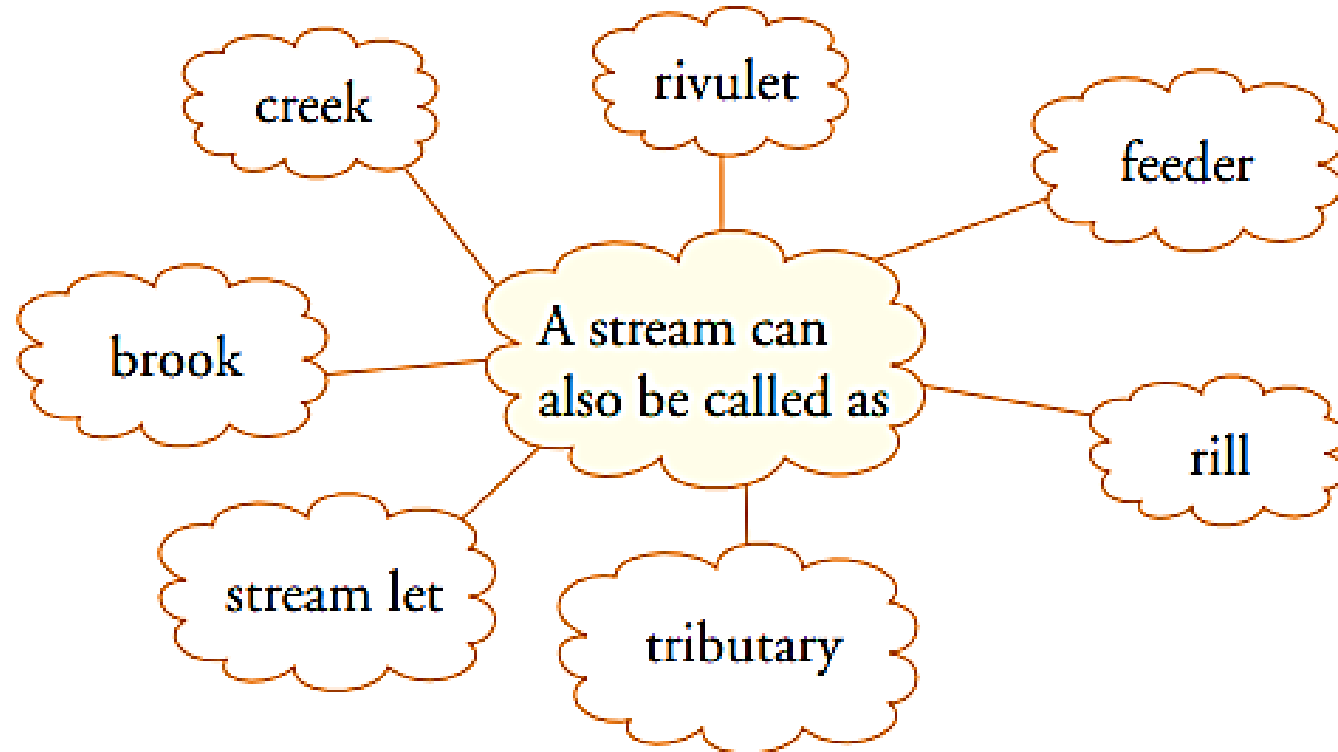 creek
rivulet
feeder
A stream can
also be called as
brook
rill
stream let
tributary